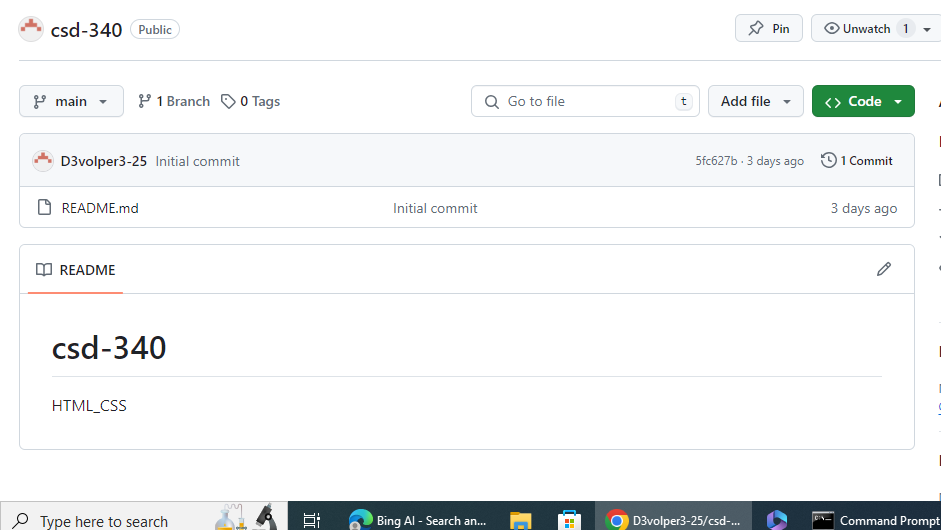 csd-340 Public Pin Unwatch 1
main 1 Branch 0 Tags Go to file t Add file Code
D3volper3-25 Initial commit 5fc627b · 3 days ago 1 Commit
README.md Initial commit 3 days ago
README
csd-340
HTML_CSS
Type here to search Bing AI - Search an... D3volper3-25/csd-... Command Prompt